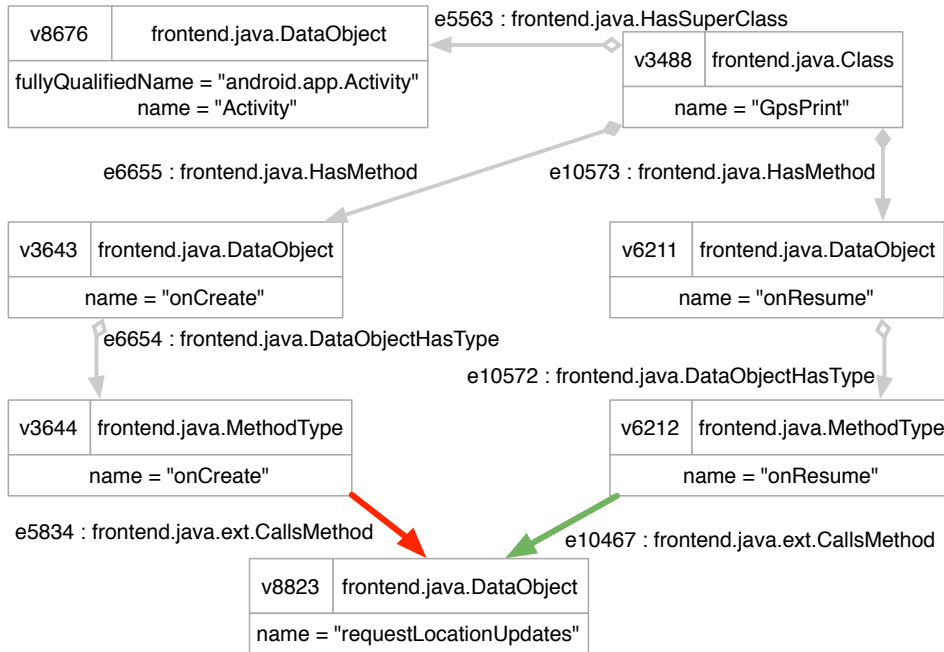 e5563 : frontend.java.HasSuperClass
v8676 frontend.java.DataObject
fullyQualifiedName = "android.app.Activity"
name = "Activity"
v3488 frontend.java.Class
name = "GpsPrint"
e6655 : frontend.java.HasMethod
e10573 : frontend.java.HasMethod
v3643 frontend.java.DataObject
name = "onCreate"
v6211 frontend.java.DataObject
name = "onResume"
e6654 : frontend.java.DataObjectHasType
e10572 : frontend.java.DataObjectHasType
v3644 frontend.java.MethodType
name = "onCreate"
v6212 frontend.java.MethodType
name = "onResume"
e5834 : frontend.java.ext.CallsMethod
e10467 : frontend.java.ext.CallsMethod
v8823 frontend.java.DataObject
name = "requestLocationUpdates"